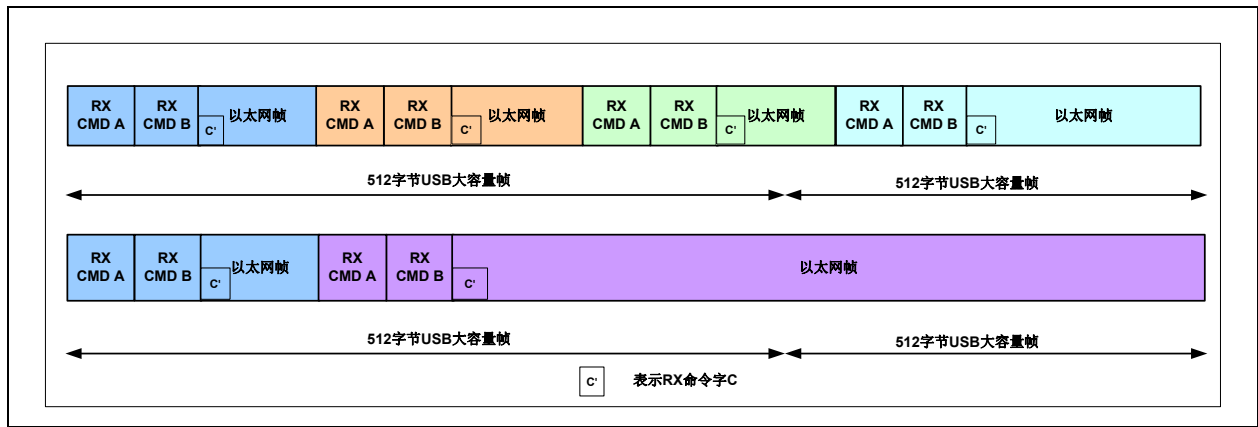 RX CMD A RX CMD B C' 以太网帧 RX CMD A RX CMD B C' 以太网帧 RX CMD A RX CMD B C' 以太网帧 RX CMD A RX CMD B C' 以太网帧
512字节USB大容量帧 512字节USB大容量帧
RX CMD A RX CMD B C' 以太网帧 RX CMD A RX CMD B C' 以太网帧
512字节USB大容量帧 512字节USB大容量帧
C' 表示RX命令字C